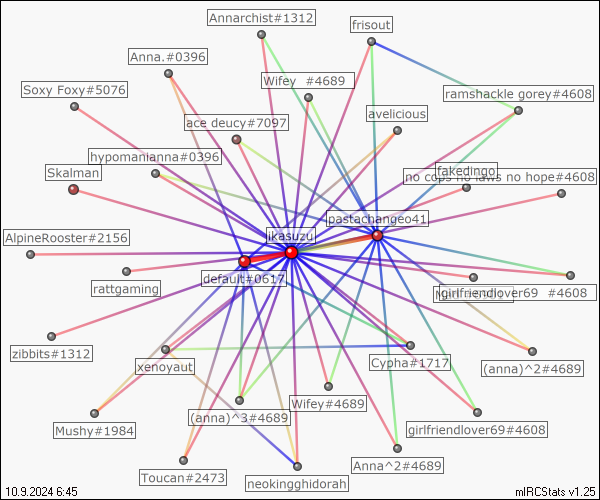 Annarchist#1312
frisout
Anna.#0396
Soxy Foxy#5076
Wifey #4689
ramshackle gorey#4608
avelicious
ace deucy#7097
hypomanianna#0396
fakedingo
Skalman
no cops no laws no hope#4608
pastachangeo41
jikasuzu
AlpineRooster#2156
default#0617
rattgaming
girlfriendlover69 #4608
zibbits#1312
xenoyaut
Cypha#1717
(anna)^2#4689
Wifey#4689
(anna)^3#4689
Mushy#1984
girlfriendlover69#4608
Anna^2#4689
Toucan#2473
neokingghidorah
10.9.2024 6:45
mIRCStats v1.25